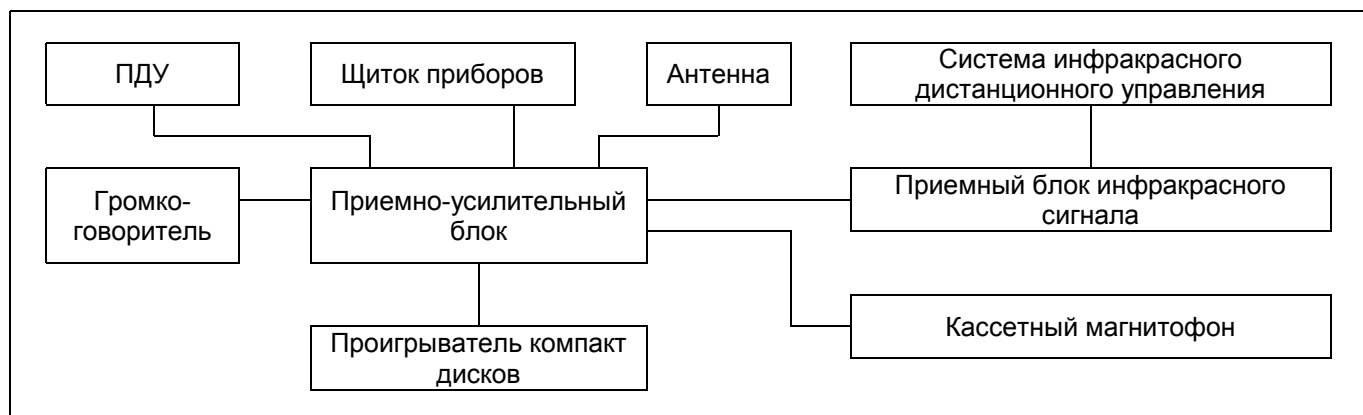 ПДУ
Щиток приборов
Антенна
Система инфракрасного
дистанционного управления
Громко-
говоритель
Приемно-усилительный
блок
Приемный блок инфракрасного
сигнала
Проигрыватель компакт
дисков
Кассетный магнитофон